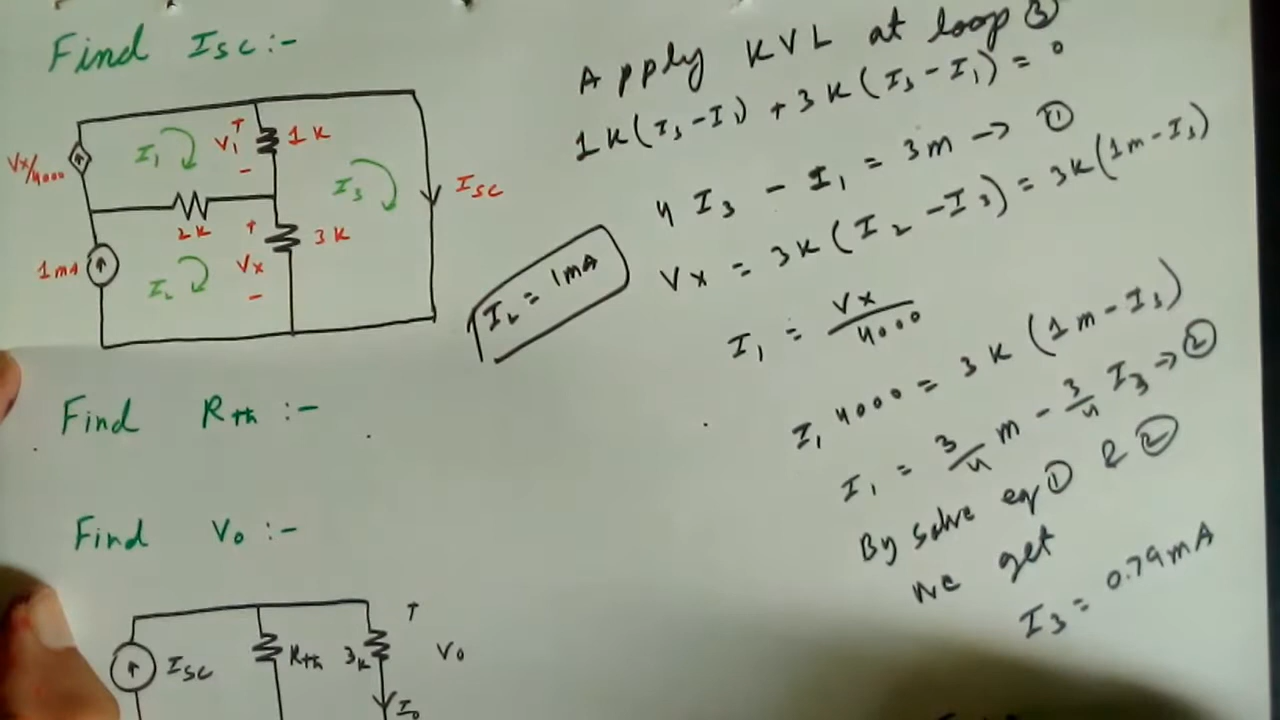 Find Isc :-
Vx/4000
I1
V1
+
-
1K
2K
I3
Isc
1mA
I2
+
Vx
-
3K
I2 = 1mA
Find Rth :-
Find Vo :-
Isc
Rth
3K
+
Vo
Io
Apply KVL at loop ③
1K(I3-I1) + 3K(I3-I1) = 0
4I3 - I1 = 3m → ①
Vx = 3K(I2-I3) = 3K(1m-I3)
I1 = Vx/4000
I1 4000 = 3K(1m-I3)
I1 = 3/4 m - 3/4 I3 → ②
By solve eq ① & ②
we get
I3 = 0.79mA